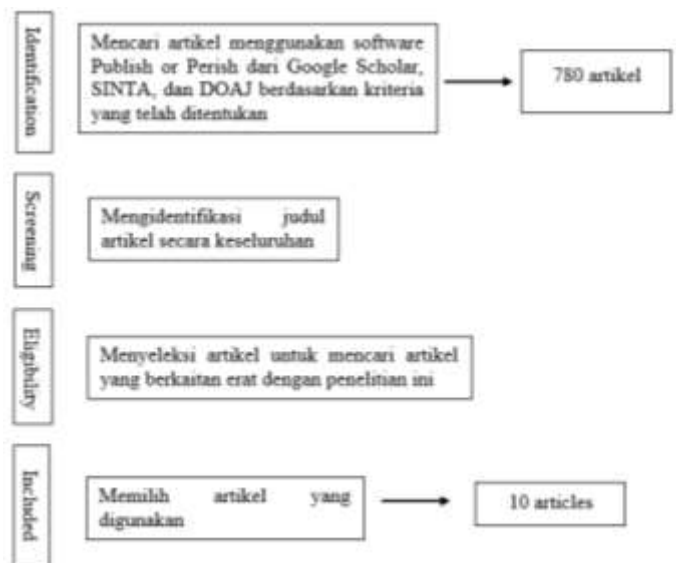 Identification
Mencari artikel menggunakan software
Publish or Perish dari Google Scholar,
SINTA, dan DOAJ berdasarkan kriteria
yang telah ditentukan
780 artikel
Screening
Mengidentifikasi judul
artikel secara keseluruhan
Eligibility
Menyeleksi artikel untuk mencari artikel
yang berkaitan erat dengan penelitian ini
Included
Memilih artikel yang
digunakan
10 articles